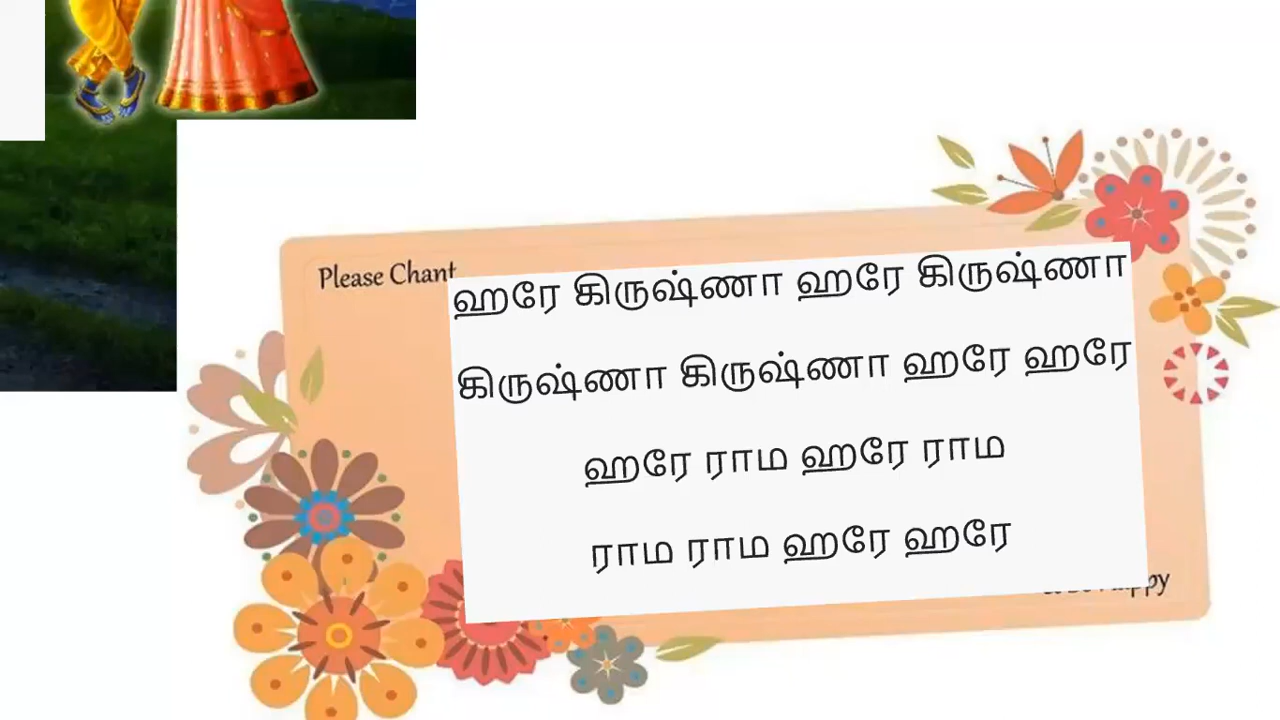 Please Chant
ஹரே கிருஷ்ணா ஹரே கிருஷ்ணா
கிருஷ்ணா கிருஷ்ணா ஹரே ஹரே
ஹரே ராம ஹரே ராம
ராம ராம ஹரே ஹரே